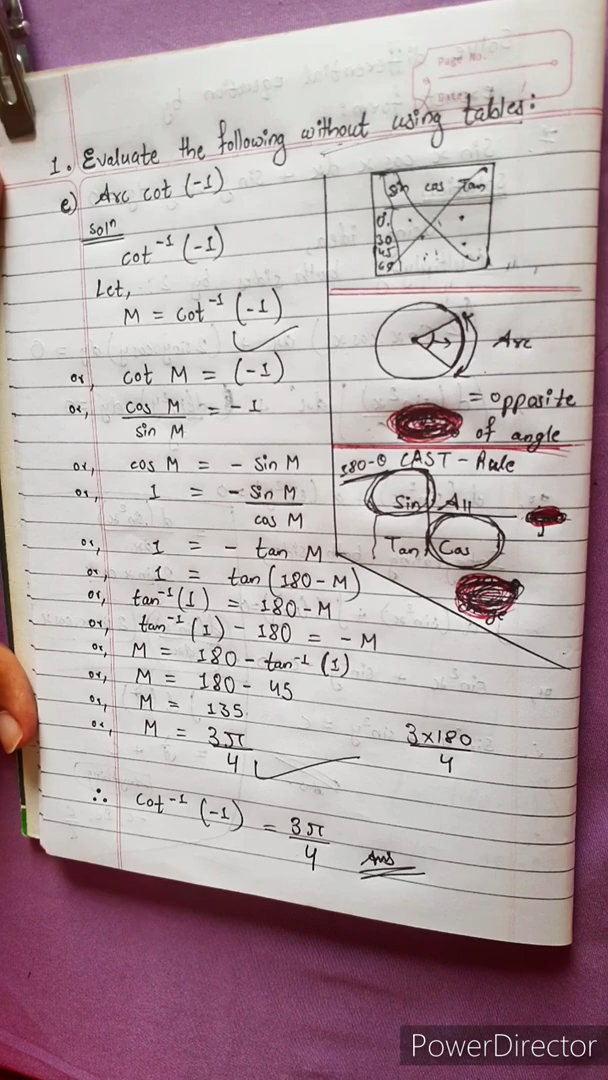 Page No.
Date
1. Evaluate the following without using tables:
e) Arc cot (-1)
Solⁿ
cot⁻¹ (-1)
Let,
M = cot⁻¹ (-1)
or, cot M = (-1)
or, cos M / sin M = -1
or, cos M = - sin M
or, 1 = - sin M / cos M
or, 1 = - tan M
or, 1 = tan (180 - M)
or, tan⁻¹(1) = 180 - M
or, tan⁻¹(1) - 180 = - M
or, M = 180 - tan⁻¹ (1)
or, M = 180 - 45
or, M = 135
or, M = 3π / 4
3×180 / 4
∴ cot⁻¹ (-1) = 3π / 4 Ans
Sin cos Tan
0
30
45
60
Arc
= opposite
of angle
180-θ CAST - Rule
Sin All
Tan Cos
PowerDirector